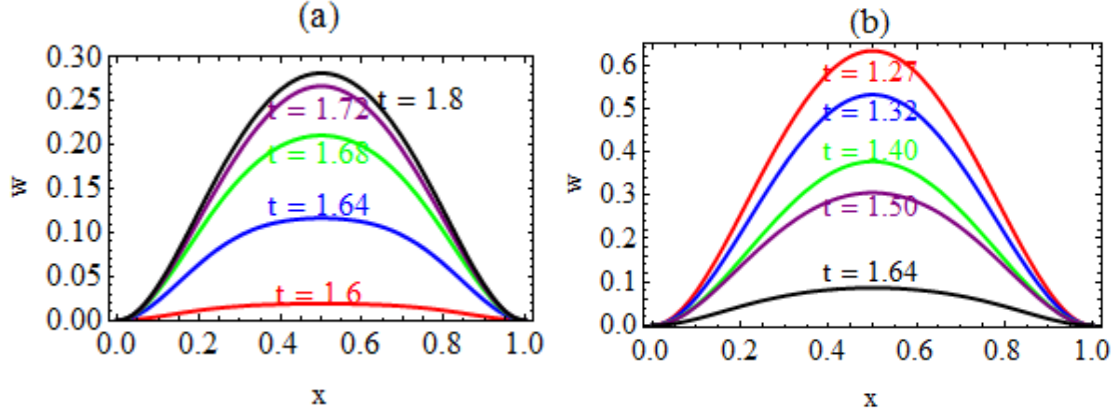 (a)
0.30
0.25
0.20
0.15
0.10
0.05
0.00
w
t = 1.8
t = 1.72
t = 1.68
t = 1.64
t = 1.6
0.0 0.2 0.4 0.6 0.8 1.0
x
(b)
0.6
0.5
0.4
0.3
0.2
0.1
0.0
w
t = 1.27
t = 1.32
t = 1.40
t = 1.50
t = 1.64
0.0 0.2 0.4 0.6 0.8 1.0
x